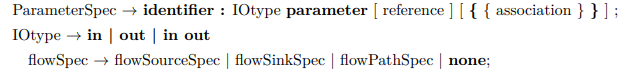 ParameterSpec → identifier : IOtype parameter [ reference ] [ { { association } } ] ;
IOtype → in | out | in out
flowSpec → flowSourceSpec | flowSinkSpec | flowPathSpec | none;